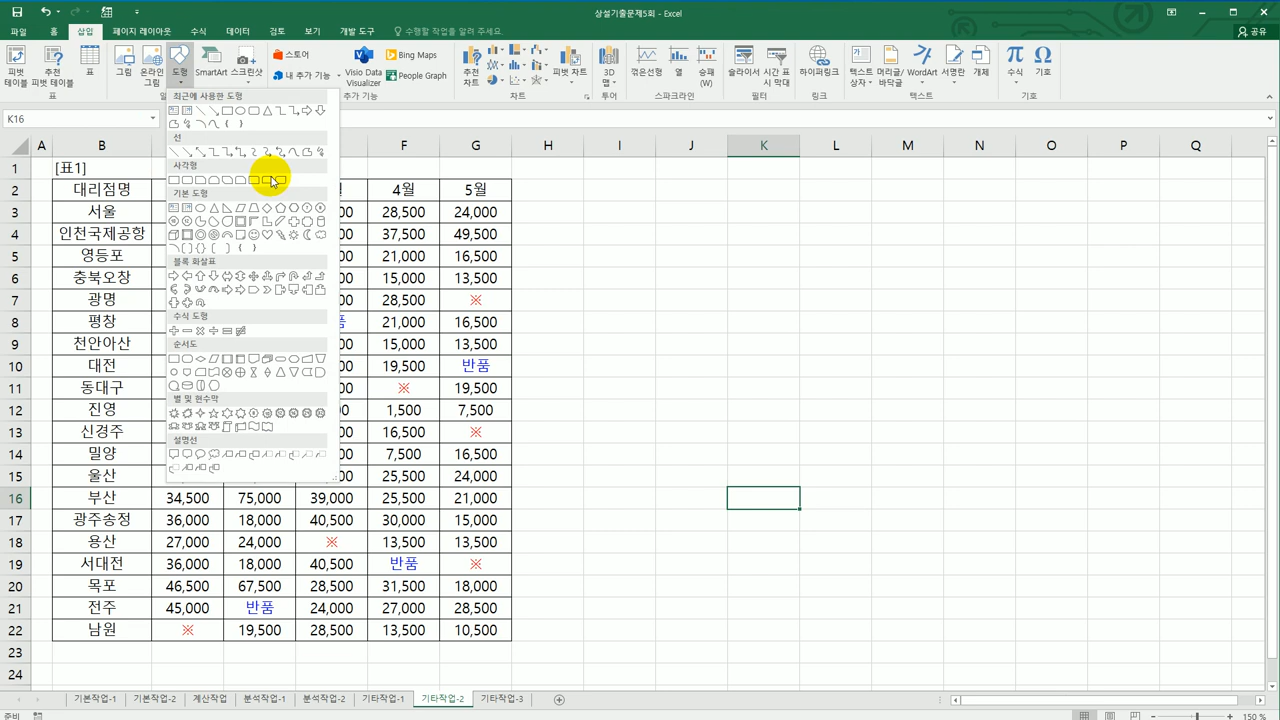 상설기출문제5회 - Excel
파일 홈 삽입 페이지 레이아웃 수식 데이터 검토 보기 개발 도구 수행할 작업을 알려 주세요. 공유
피벗 테이블 추천 피벗 테이블 표 그림 온라인 그림 도형 SmartArt 스크린샷 스토어 내 추가 기능 Visio Data Visualizer Bing Maps People Graph 추천 차트 피벗 차트 3D 맵 꺾은선형 열 승패 (W) 슬라이서 시간 표시 막대 하이퍼링크 텍스트 상자 머리글/바닥글 WordArt 서명란 개체 수식 기호
표 추가 기능 차트 투어 스파크라인 필터 링크 텍스트 기호
K16
최근에 사용한 도형
선
사각형
기본 도형
블록 화살표
수식 도형
순서도
별 및 현수막
설명선
A B F G H I J K L M N O P Q
1 [표1]
2 대리점명 월 4월 5월
3 서울 00 28,500 24,000
4 인천국제공항 00 37,500 49,500
5 영등포 00 21,000 16,500
6 충북오창 00 15,000 13,500
7 광명 00 28,500 ※
8 평창 품 21,000 16,500
9 천안아산 00 15,000 13,500
10 대전 00 19,500 반품
11 동대구 00 ※ 19,500
12 진영 00 1,500 7,500
13 신경주 00 16,500 ※
14 밀양 00 7,500 16,500
15 울산 00 25,500 24,000
16 부산 34,500 75,000 39,000 25,500 21,000
17 광주송정 36,000 18,000 40,500 30,000 15,000
18 용산 27,000 24,000 ※ 13,500 13,500
19 서대전 36,000 18,000 40,500 반품 ※
20 목포 46,500 67,500 28,500 31,500 18,000
21 전주 45,000 반품 24,000 27,000 28,500
22 남원 ※ 19,500 28,500 13,500 10,500
23
24
기본작업-1 기본작업-2 계산작업 분석작업-1 분석작업-2 기타작업-1 기타작업-2 기타작업-3
준비 150 %